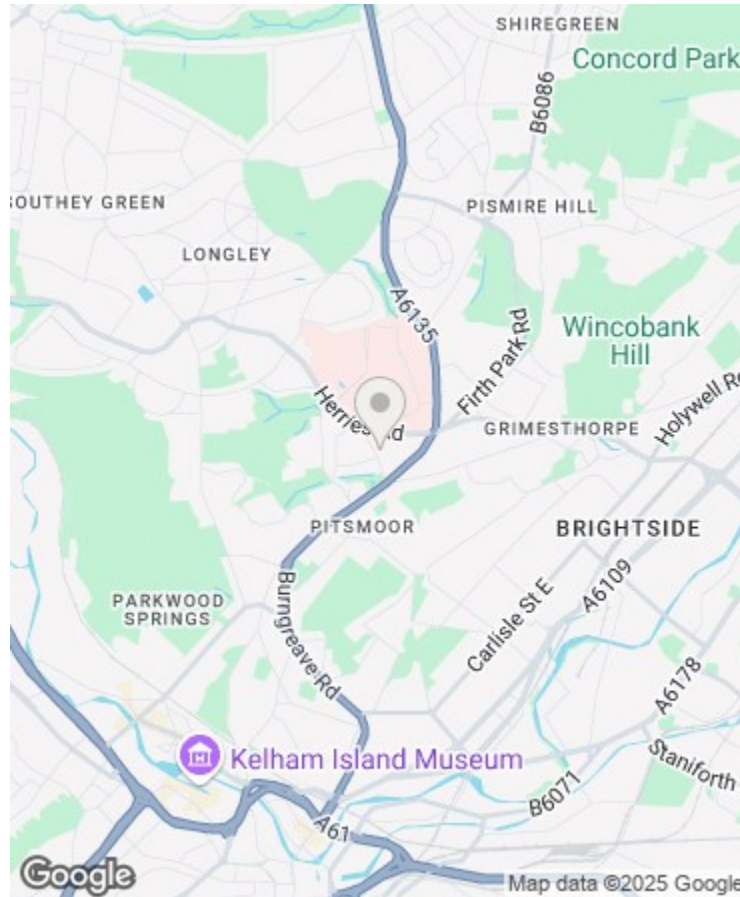 SHIREGREEN
Concord Park
B6086
SOUTHEY GREEN
PISMIRE HILL
LONGLEY
A6135
Wincobank
Hill
Firth Park Rd
Holywell Rd
Herries Rd
GRIMESTHORPE
PITSMOOR
BRIGHTSIDE
PARKWOOD
SPRINGS
Burngreave Rd
Carlisle St E
A6109
A6178
Kelham Island Museum
Staniforth
B6071
A61
Google
Map data ©2025 Google